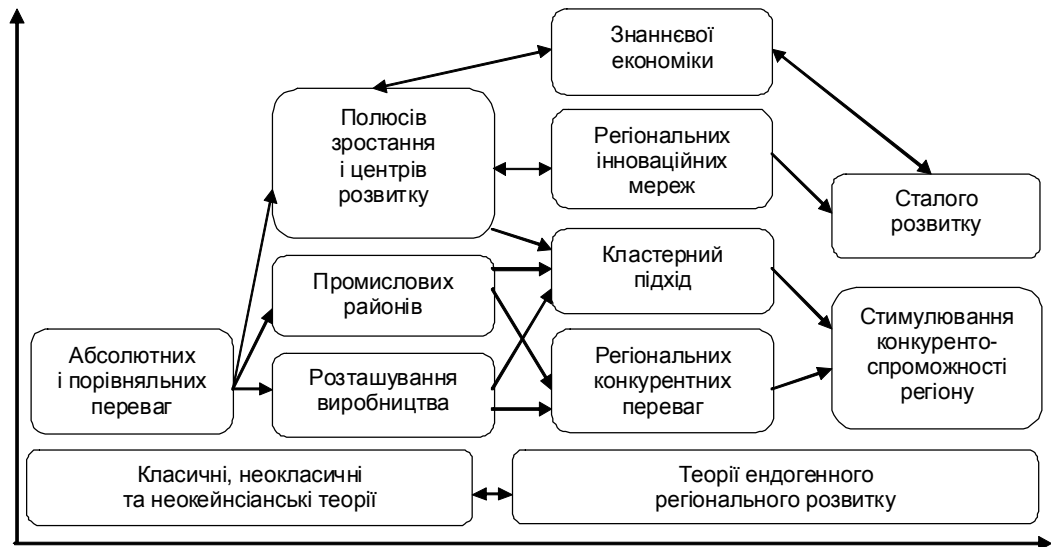 Абсолютних
і порівняльних
переваг
Полюсів
зростання
і центрів
розвитку
Промислових
районів
Розташування
виробництва
Знаннєвої
економіки
Регіональних
інноваційних
мереж
Кластерний
підхід
Регіональних
конкурентних
переваг
Сталого
розвитку
Стимулювання
конкуренто-
спроможності
регіону
Класичні, неокласичні
та неокейнсіанські теорії
Теорії ендогенного
регіонального розвитку